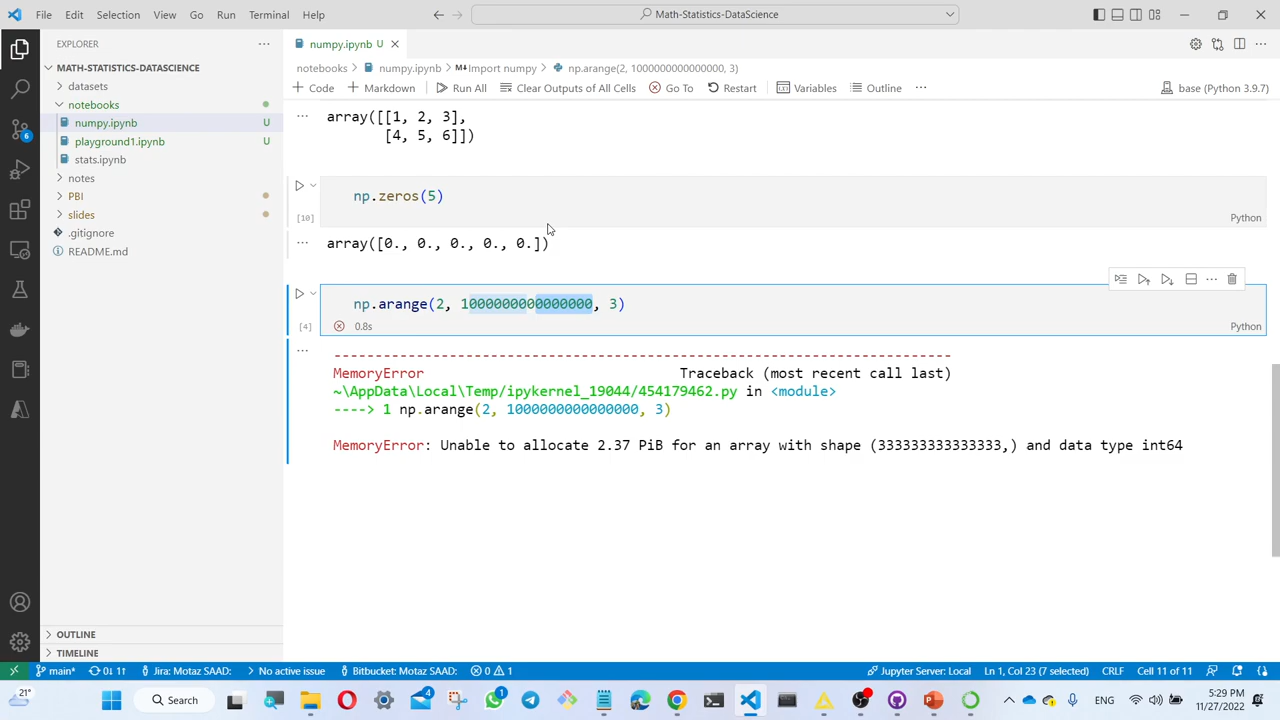 File Edit Selection View Go Run Terminal Help
Math-Statistics-DataScience
EXPLORER
MATH-STATISTICS-DATASCIENCE
datasets
notebooks
numpy.ipynb U
playground1.ipynb U
stats.ipynb
notes
PBI
slides
.gitignore
README.md
OUTLINE
TIMELINE
numpy.ipynb U
notebooks > numpy.ipynb > Import numpy > np.arange(2, 1000000000000000, 3)
+ Code + Markdown Run All Clear Outputs of All Cells Go To Restart Variables Outline ... base (Python 3.9.7)
array([[1, 2, 3],
[4, 5, 6]])
np.zeros(5)
[10] Python
array([0., 0., 0., 0., 0.])
np.arange(2, 1000000000000000, 3)
[4] 0.8s Python
---------------------------------------------------------------------------
MemoryError Traceback (most recent call last)
~\AppData\Local\Temp/ipykernel_19044/454179462.py in <module>
----> 1 np.arange(2, 1000000000000000, 3)
MemoryError: Unable to allocate 2.37 PiB for an array with shape (333333333333333,) and data type int64
main* 0↓ 1↑ Jira: Motaz SAAD: No active issue Bitbucket: Motaz SAAD: 0 1 Jupyter Server: Local Ln 1, Col 23 (7 selected) CRLF Cell 11 of 11
21° Search 4 1 ENG 5:29 PM
11/27/2022